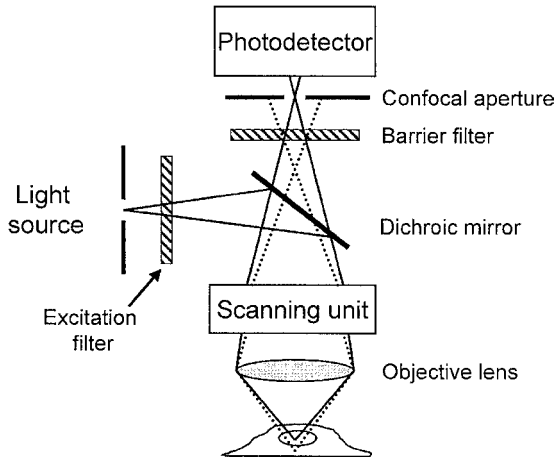 Photodetector
Confocal aperture
Barrier filter
Light
source
Dichroic mirror
Excitation
filter
Scanning unit
Objective lens